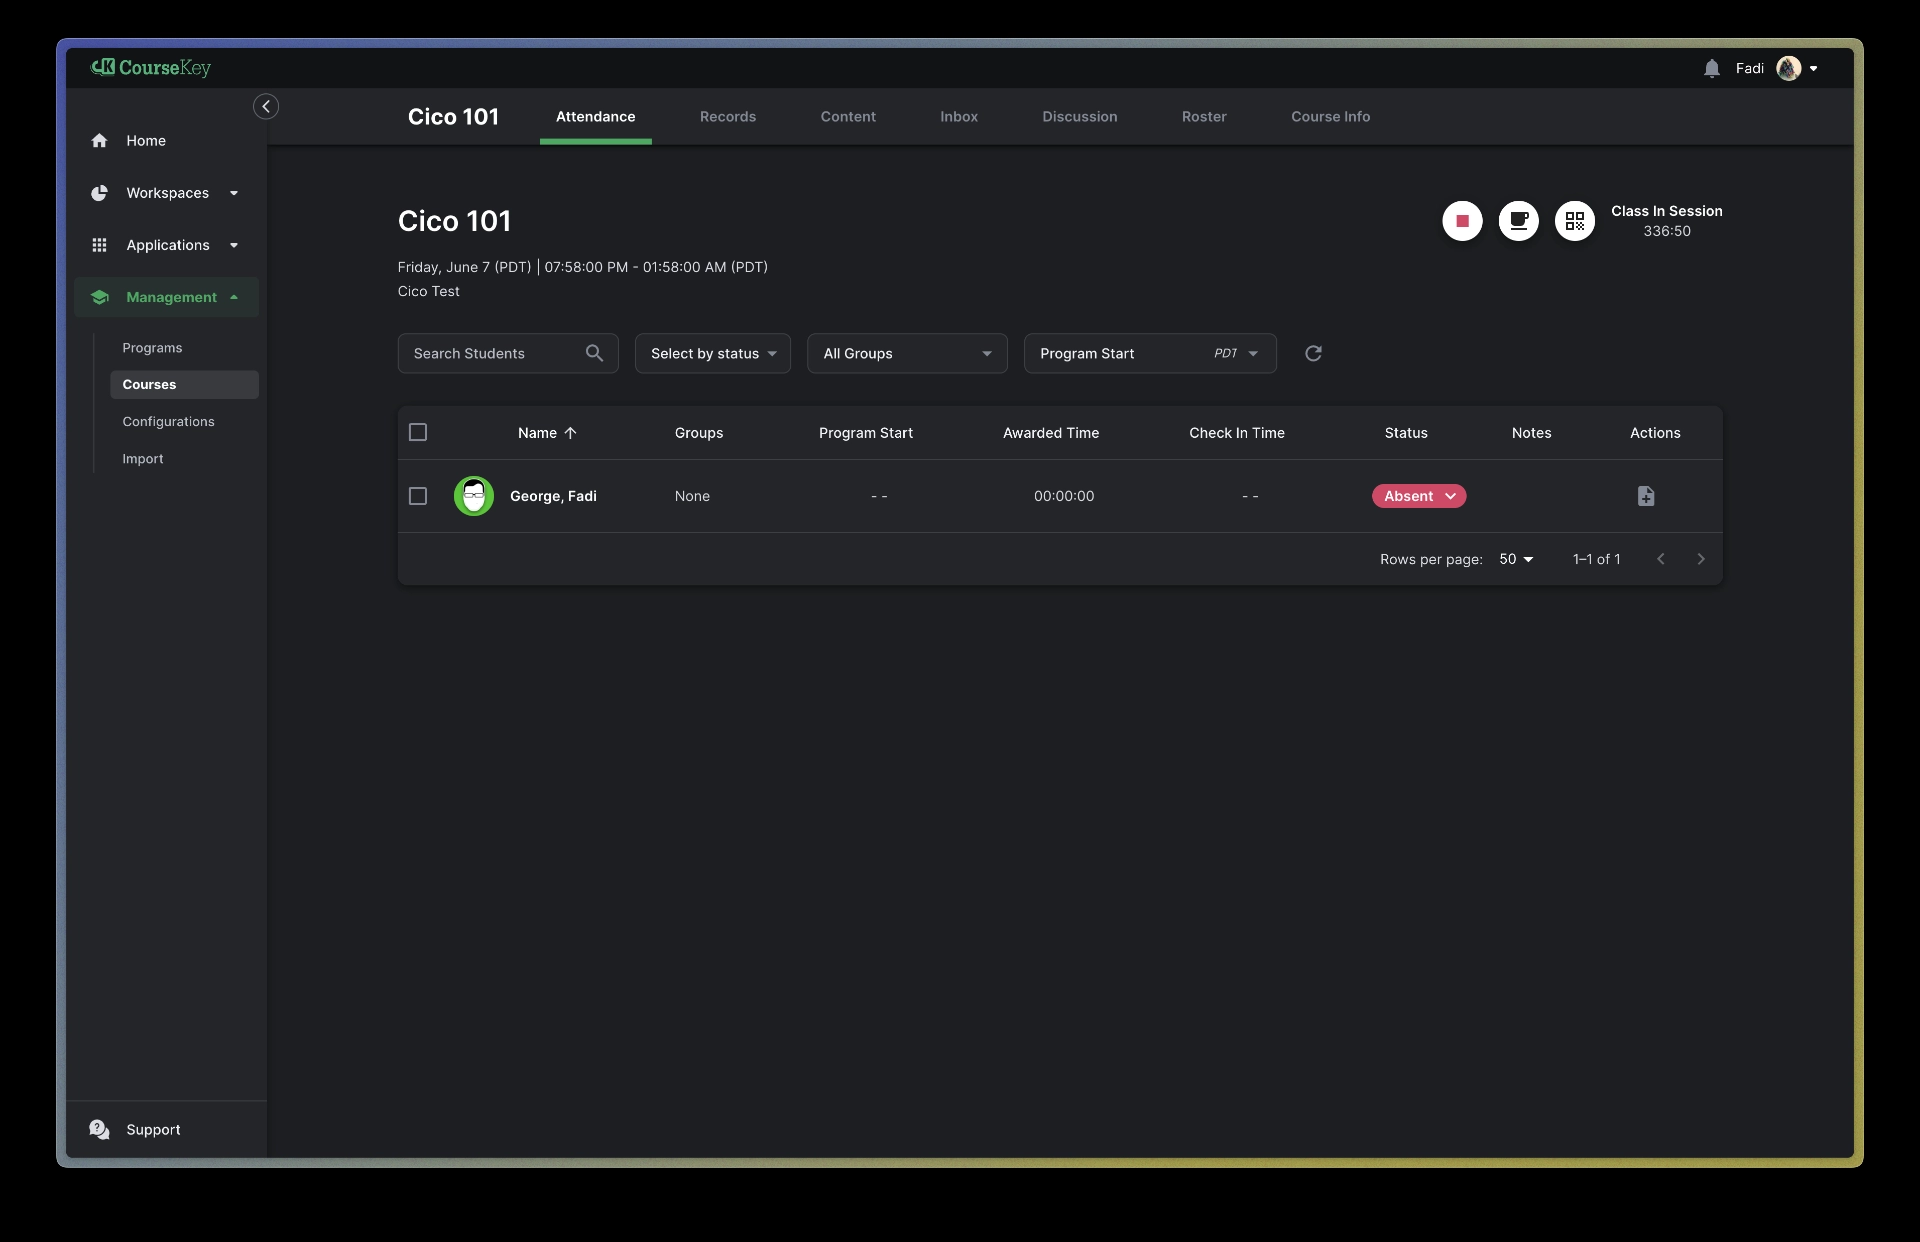 CourseKey
Fadi
Home
Workspaces
Applications
Management
Programs
Courses
Configurations
Import
Support
Cico 101
Attendance
Records
Content
Inbox
Discussion
Roster
Course Info
Cico 101
Class In Session
336:50
Friday, June 7 (PDT) | 07:58:00 PM - 01:58:00 AM (PDT)
Cico Test
Search Students
Select by status
All Groups
Program Start PDT
Name Groups Program Start Awarded Time Check In Time Status Notes Actions
George, Fadi None - - 00:00:00 - - Absent
Rows per page: 50 1–1 of 1